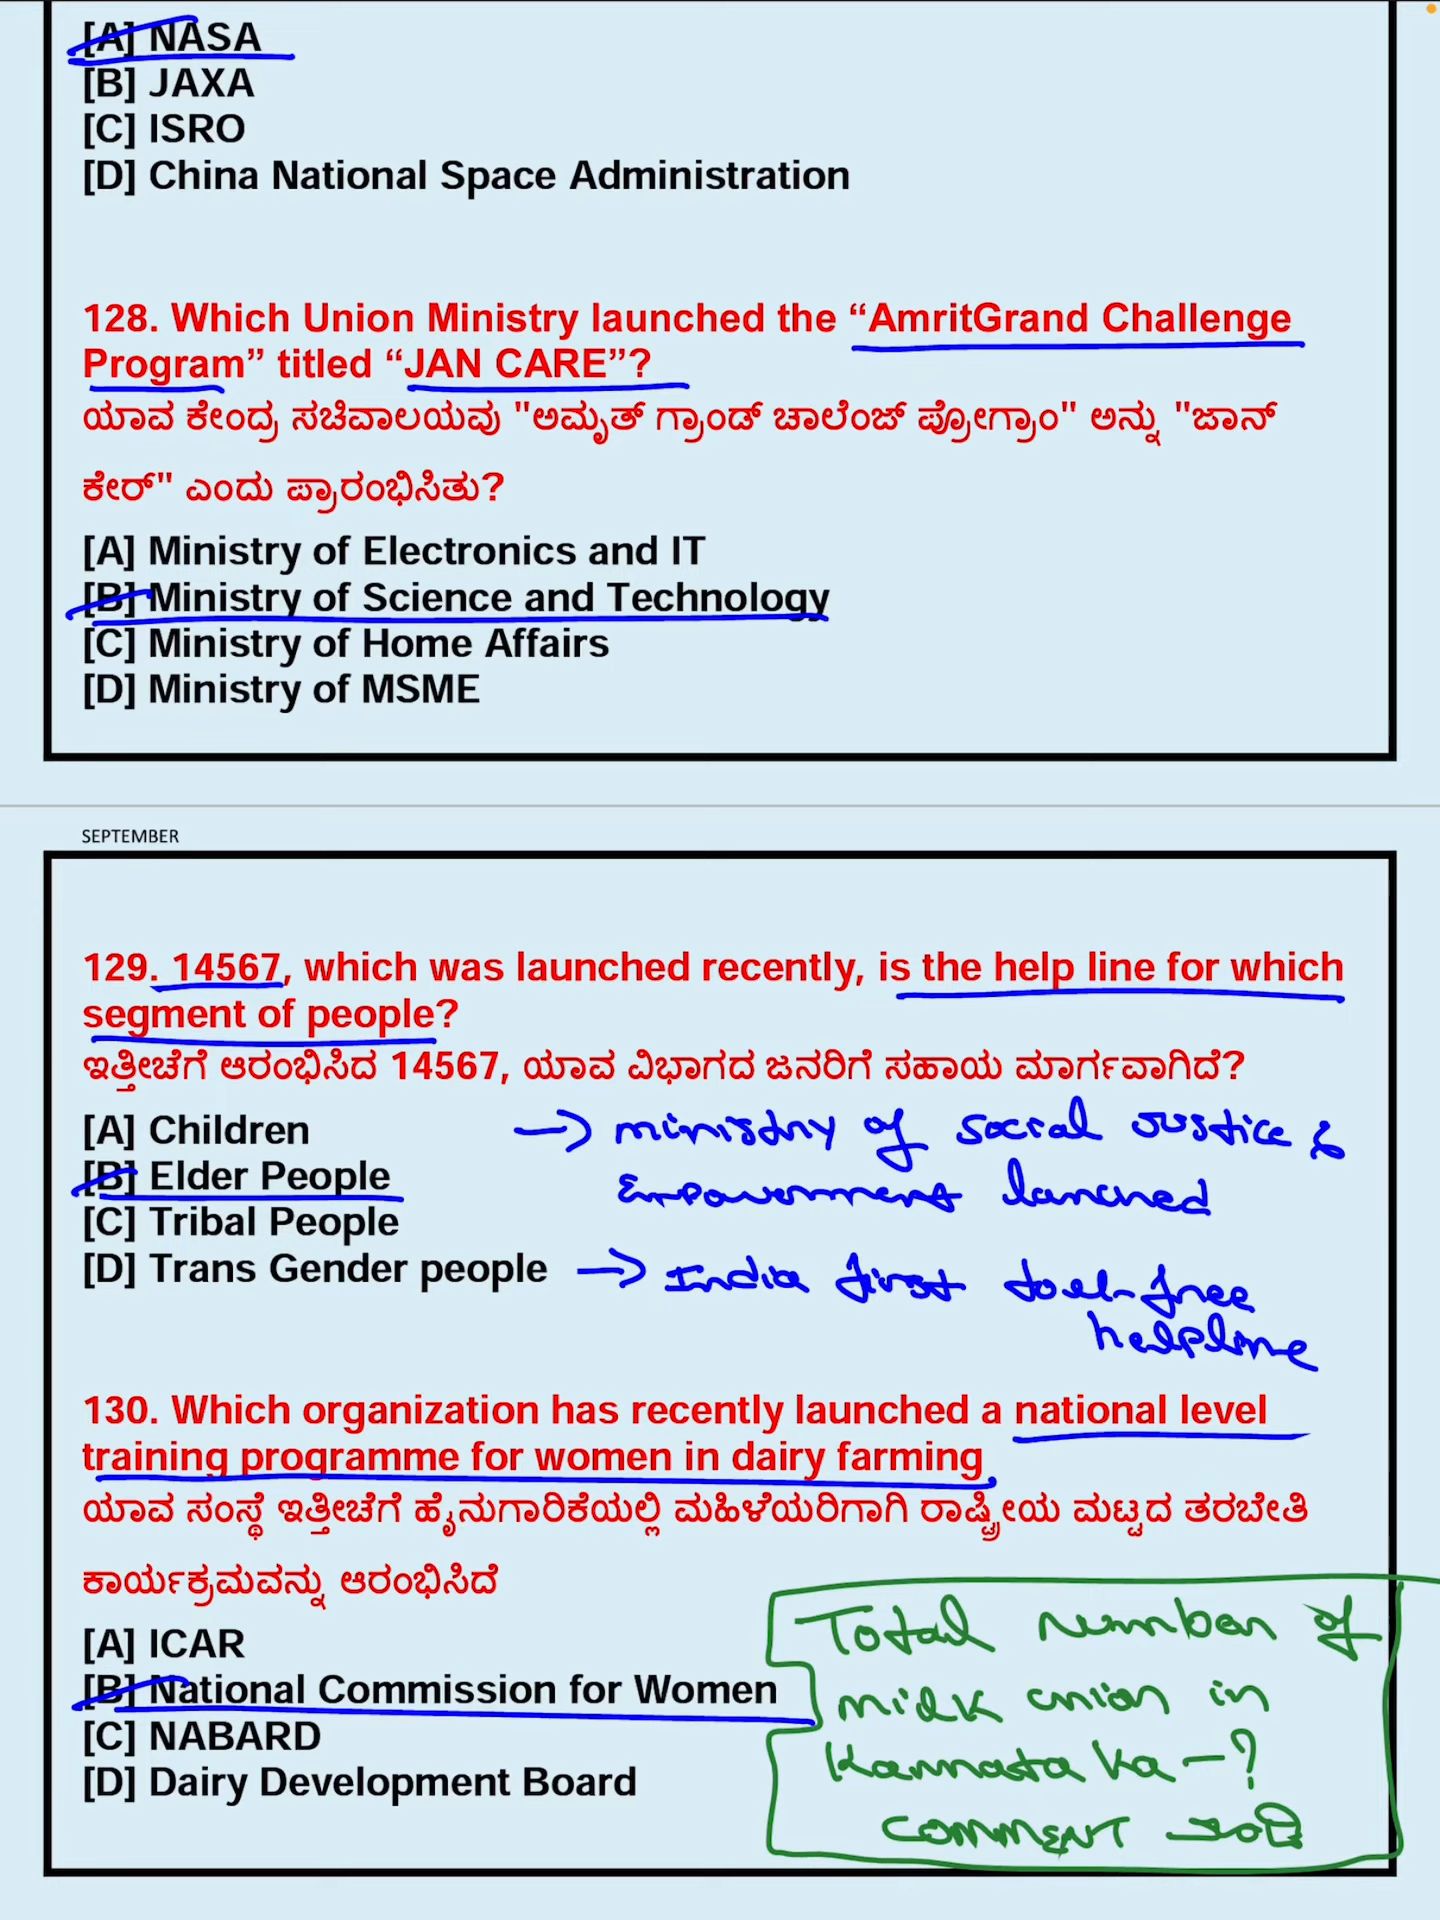 [A] NASA
[B] JAXA
[C] ISRO
[D] China National Space Administration
128. Which Union Ministry launched the “AmritGrand Challenge
Program” titled “JAN CARE”?
ಯಾವ ಕೇಂದ್ರ ಸಚಿವಾಲಯವು "ಅಮೃತ್ ಗ್ರಾಂಡ್ ಚಾಲೆಂಜ್ ಪ್ರೋಗ್ರಾಂ" ಅನ್ನು "ಜಾನ್
ಕೇರ್" ಎಂದು ಪ್ರಾರಂಭಿಸಿತು?
[A] Ministry of Electronics and IT
[B] Ministry of Science and Technology
[C] Ministry of Home Affairs
[D] Ministry of MSME
SEPTEMBER
129. 14567, which was launched recently, is the help line for which
segment of people?
ಇತ್ತೀಚೆಗೆ ಆರಂಭಿಸಿದ 14567, ಯಾವ ವಿಭಾಗದ ಜನರಿಗೆ ಸಹಾಯ ಮಾರ್ಗವಾಗಿದೆ?
[A] Children
→ ministry of social Justice &
[B] Elder People
Empowerment lanched
[C] Tribal People
[D] Trans Gender people
→ India first toll-free
helpline
130. Which organization has recently launched a national level
training programme for women in dairy farming
ಯಾವ ಸಂಸ್ಥೆ ಇತ್ತೀಚೆಗೆ ಹೈನುಗಾರಿಕೆಯಲ್ಲಿ ಮಹಿಳೆಯರಿಗಾಗಿ ರಾಷ್ಟ್ರೀಯ ಮಟ್ಟದ ತರಬೇತಿ
ಕಾರ್ಯಕ್ರಮವನ್ನು ಆರಂಭಿಸಿದೆ
[A] ICAR
[B] National Commission for Women
[C] NABARD
[D] Dairy Development Board
Total number of
milk union in
Karnataka - ?
comment